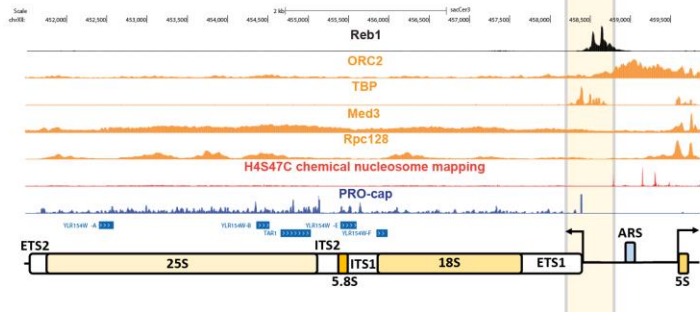 Scale 2 kb sacCer3
chrXII: 452,000 452,500 453,000 453,500 454,000 454,500 455,000 455,500 456,000 456,500 457,000 457,500 458,000 458,500 459,000 459,500
Reb1
ORC2
TBP
Med3
Rpc128
H4S47C chemical nucleosome mapping
PRO-cap
YLR154W -A YLR154W-B YLR154W -E
TAR1 YLR154W-F
ETS2 ITS2 ARS
25S ITS1 18S ETS1
5.8S 5S